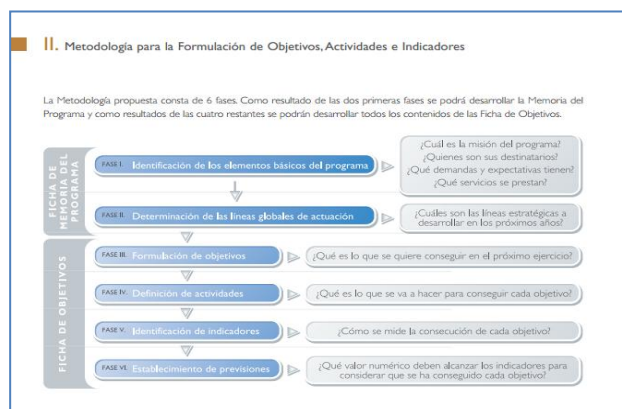 II. Metodología para la Formulación de Objetivos, Actividades e Indicadores
La Metodología propuesta consta de 6 fases. Como resultado de las dos primeras fases se podrá desarrollar la Memoria del
Programa y como resultados de las cuatro restantes se podrán desarrollar todos los contenidos de las Ficha de Objetivos.
FICHA DE
MEMORIA DEL
PROGRAMA
FASE I. Identificación de los elementos básicos del programa
¿Cuál es la misión del programa?
¿Quienes son sus destinatarios?
¿Qué demandas y expectativas tienen?
¿Qué servicios se prestan?
FASE II. Determinación de las líneas globales de actuación
¿Cuáles son las líneas estratégicas a
desarrollar en los próximos años?
FICHA DE OBJETIVOS
FASE III. Formulación de objetivos
¿Qué es lo que se quiere conseguir en el próximo ejercicio?
FASE IV. Definición de actividades
¿Qué es lo que se va a hacer para conseguir cada objetivo?
FASE V. Identificación de indicadores
¿Cómo se mide la consecución de cada objetivo?
FASE VI. Establecimiento de previsiones
¿Qué valor numérico deben alcanzar los indicadores para
considerar que se ha conseguido cada objetivo?